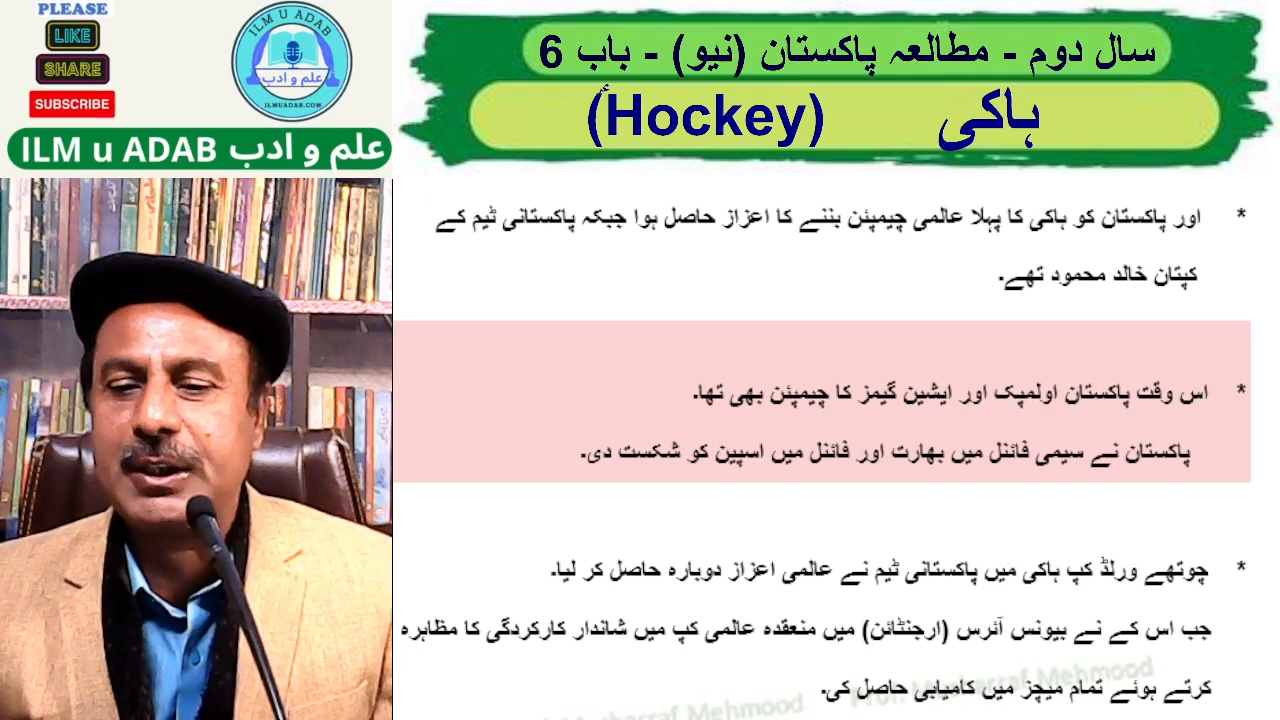 PLEASE
LIKE
SHARE
SUBSCRIBE
ILM U ADAB
علم و ادب
ILMUADAB.COM
ILM u ADAB علم و ادب
سال دوم - مطالعہ پاکستان (نیو) - باب 6
ہاکی (Hockey)
* اور پاکستان کو ہاکی کا پہلا عالمی چیمپئن بننے کا اعزاز حاصل ہوا جبکہ پاکستانی ٹیم کے
کپتان خالد محمود تھے۔
* اس وقت پاکستان اولمپک اور ایشین گیمز کا چیمپئن بھی تھا۔
پاکستان نے سیمی فائنل میں بھارت اور فائنل میں اسپین کو شکست دی۔
* چوتھے ورلڈ کپ ہاکی میں پاکستانی ٹیم نے عالمی اعزاز دوبارہ حاصل کر لیا۔
جب اس کے نے بیونس آئرس (ارجنٹائن) میں منعقدہ عالمی کپ میں شاندار کارکردگی کا مظاہرہ
کرتے ہوئے تمام میچز میں کامیابی حاصل کی۔
Prof. Musharraf Mehmood